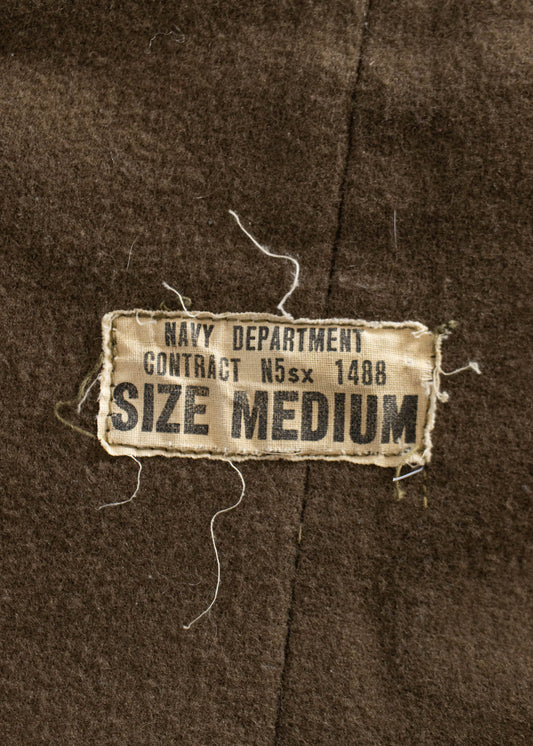 NAVY DEPARTMENT
CONTRACT N5sx 1488
SIZE MEDIUM